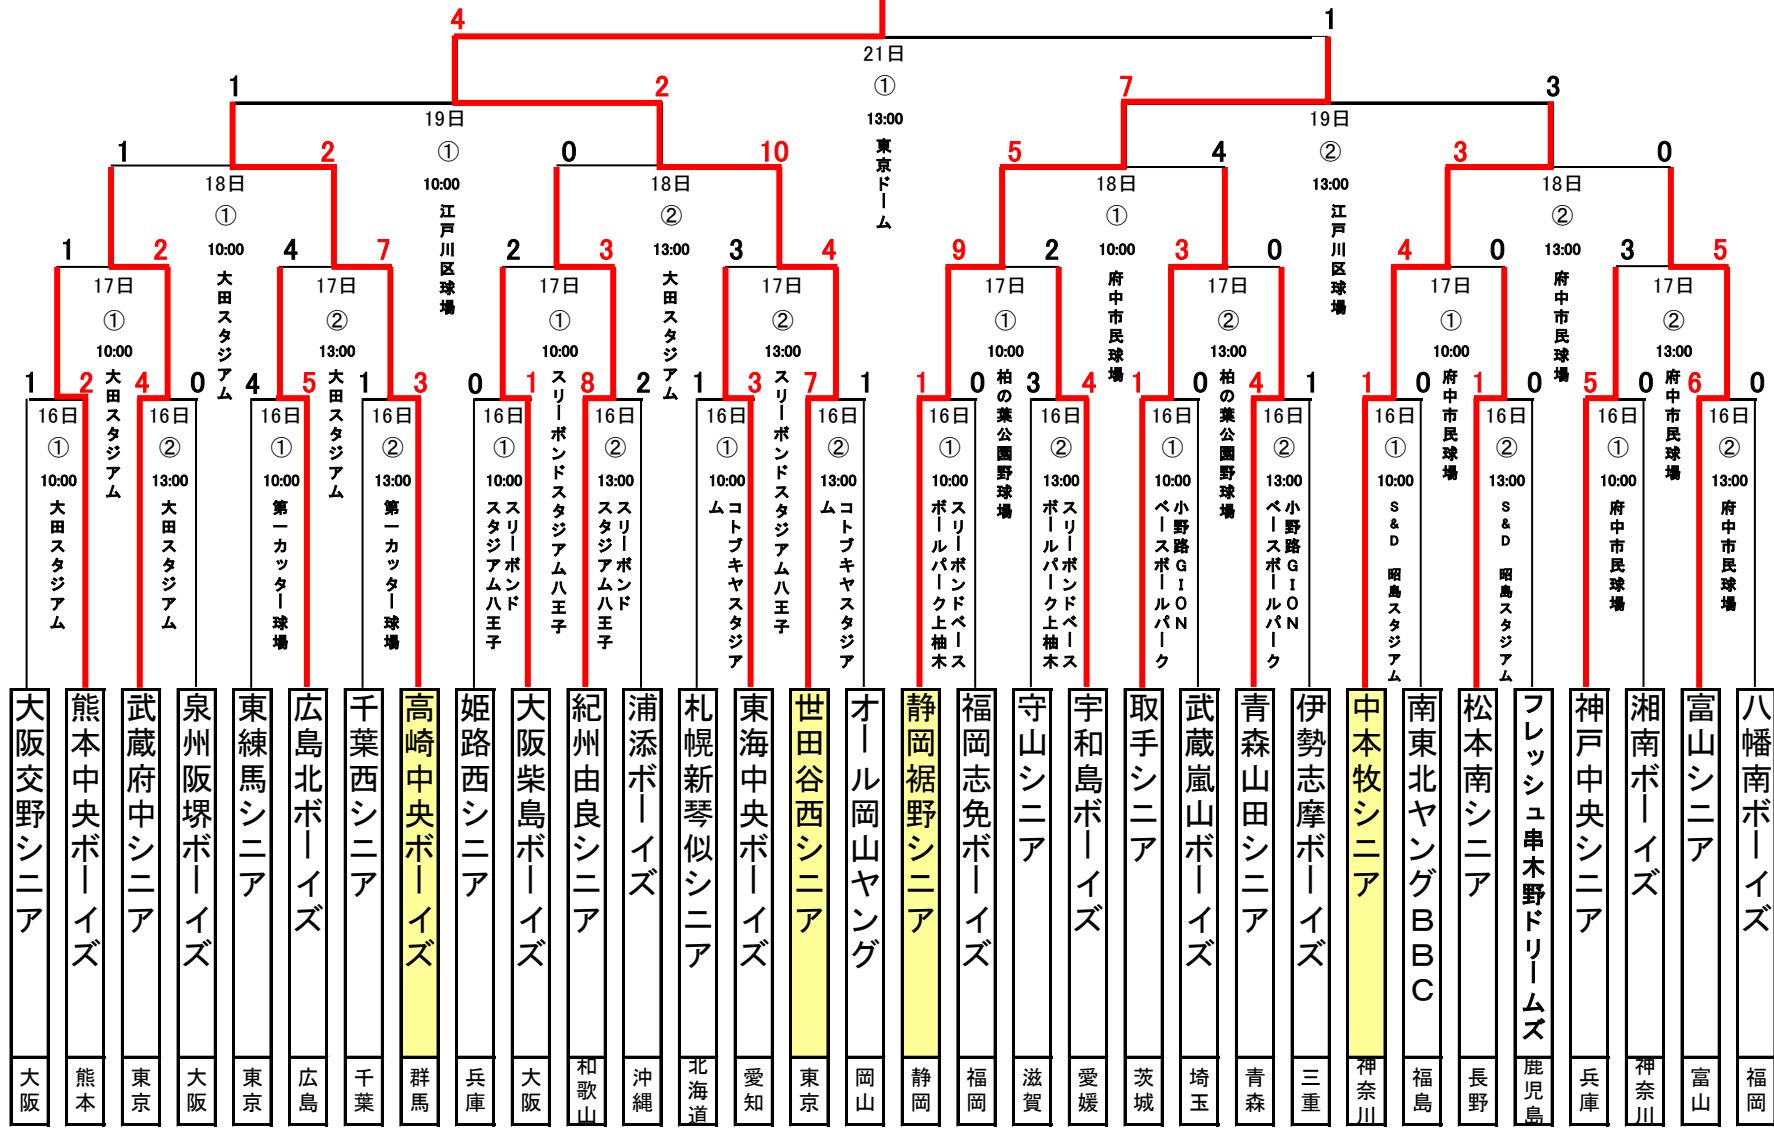 4 1
21日
①
13:00
東京ドーム
1 2 7 3
19日 19日
① ②
10:00 13:00
江戸川区球場 江戸川区球場
1 2 0 10 5 4 3 0
18日 18日 18日 18日
① ② ① ②
10:00 13:00 10:00 13:00
大田スタジアム 大田スタジアム 府中市民球場 府中市民球場
1 2 4 7 2 3 3 4 9 2 3 0 4 0 3 5
17日 17日 17日 17日 17日 17日 17日 17日
① ② ① ② ① ② ① ②
10:00 13:00 10:00 13:00 10:00 13:00 10:00 13:00
大田スタジアム 大田スタジアム スリーボンドスタジアム八王子 スリーボンドスタジアム八王子 柏の葉公園野球場 柏の葉公園野球場 府中市民球場 府中市民球場
1 2 4 0 4 5 1 3 0 1 8 2 1 3 7 1 1 0 3 4 1 0 4 1 1 0 1 0 5 0 6 0
16日 16日 16日 16日 16日 16日 16日 16日 16日 16日 16日 16日 16日 16日 16日 16日
① ② ① ② ① ② ① ② ① ② ① ② ① ② ① ②
10:00 13:00 10:00 13:00 10:00 13:00 10:00 13:00 10:00 13:00 10:00 13:00 10:00 13:00 10:00 13:00
大田スタジアム
大田スタジアム
第一カッター球場
第一カッター球場
スリーボンド
スタジアム八王子
スリーボンド
スタジアム八王子
コトブキヤスタジア
ム
コトブキヤスタジア
ム
スリーボンドベース
ボールパーク上柚木
スリーボンドベース
ボールパーク上柚木
小野路GION
ベースボールパーク
小野路GION
ベースボールパーク
S&D 昭島スタジアム
S&D 昭島スタジアム
府中市民球場
府中市民球場
大阪交野シニア
熊本中央ボーイズ
武蔵府中シニア
泉州阪堺ボーイズ
東練馬シニア
広島北ボーイズ
千葉西シニア
高崎中央ボーイズ
姫路西シニア
大阪柴島ボーイズ
紀州由良シニア
浦添ボーイズ
札幌新琴似シニア
東海中央ボーイズ
世田谷西シニア
オール岡山ヤング
静岡裾野シニア
福岡志免ボーイズ
守山シニア
宇和島ボーイズ
取手シニア
武蔵嵐山ボーイズ
青森山田シニア
伊勢志摩ボーイズ
中本牧シニア
南東北ヤングBBC
松本南シニア
フレッシュ串木野ドリームズ
神戸中央シニア
湘南ボーイズ
富山シニア
八幡南ボーイズ
大阪 熊本 東京 大阪 東京 広島 千葉 群馬 兵庫 大阪 和歌山 沖縄 北海道 愛知 東京 岡山 静岡 福岡 滋賀 愛媛 茨城 埼玉 青森 三重 神奈川 福島 長野 鹿児島 兵庫 神奈川 富山 福岡